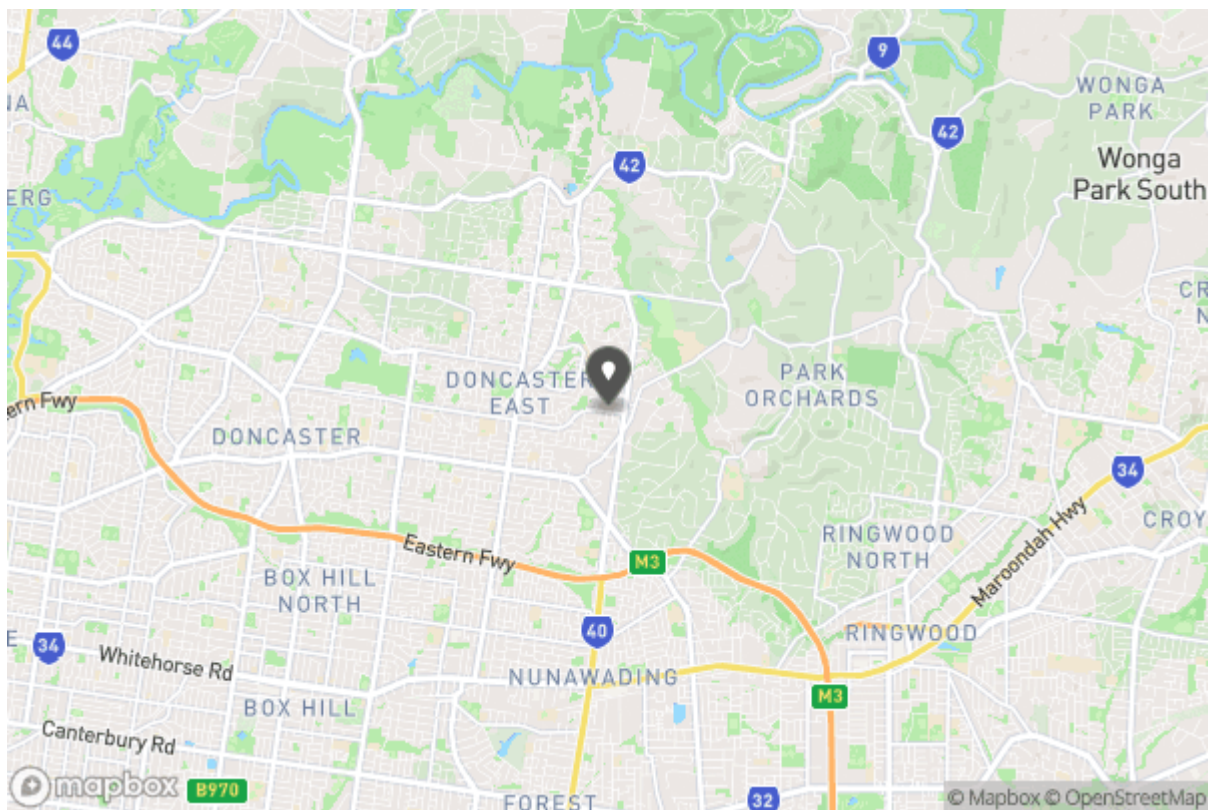 44
9
NA
WONGA
PARK
42
42
Wonga
Park South
ERG
CR
N
DONCASTER
EAST
PARK
ORCHARDS
ern Fwy
DONCASTER
34
Maroondah Hwy
CROY
RINGWOOD
NORTH
Eastern Fwy
M3
BOX HILL
NORTH
40
RINGWOOD
E
34
Whitehorse Rd
NUNAWADING
M3
BOX HILL
Canterbury Rd
mapbox
B970
FOREST
32
© Mapbox © OpenStreetMap